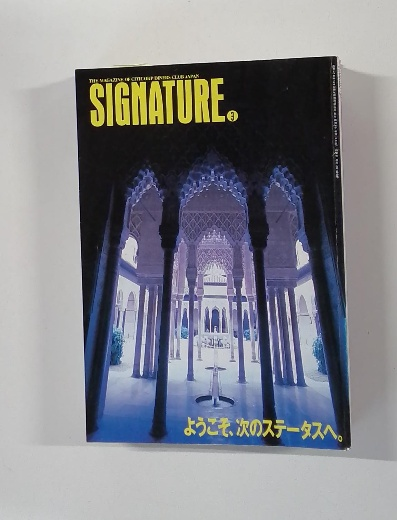 THE MAGAZINE OF CITICORP DINERS CLUB JAPAN
SIGNATURE 9
ようこそ、次のステータスへ。